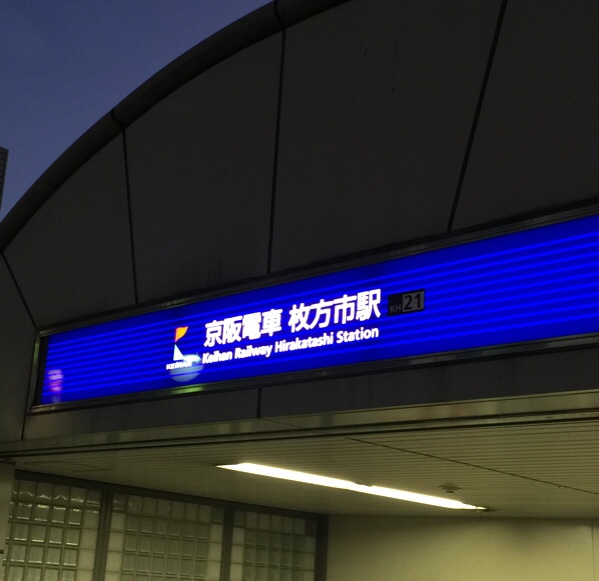 京阪電車 枚方市駅 KH 21
KEIHAN
Keihan Railway Hirakatashi Station